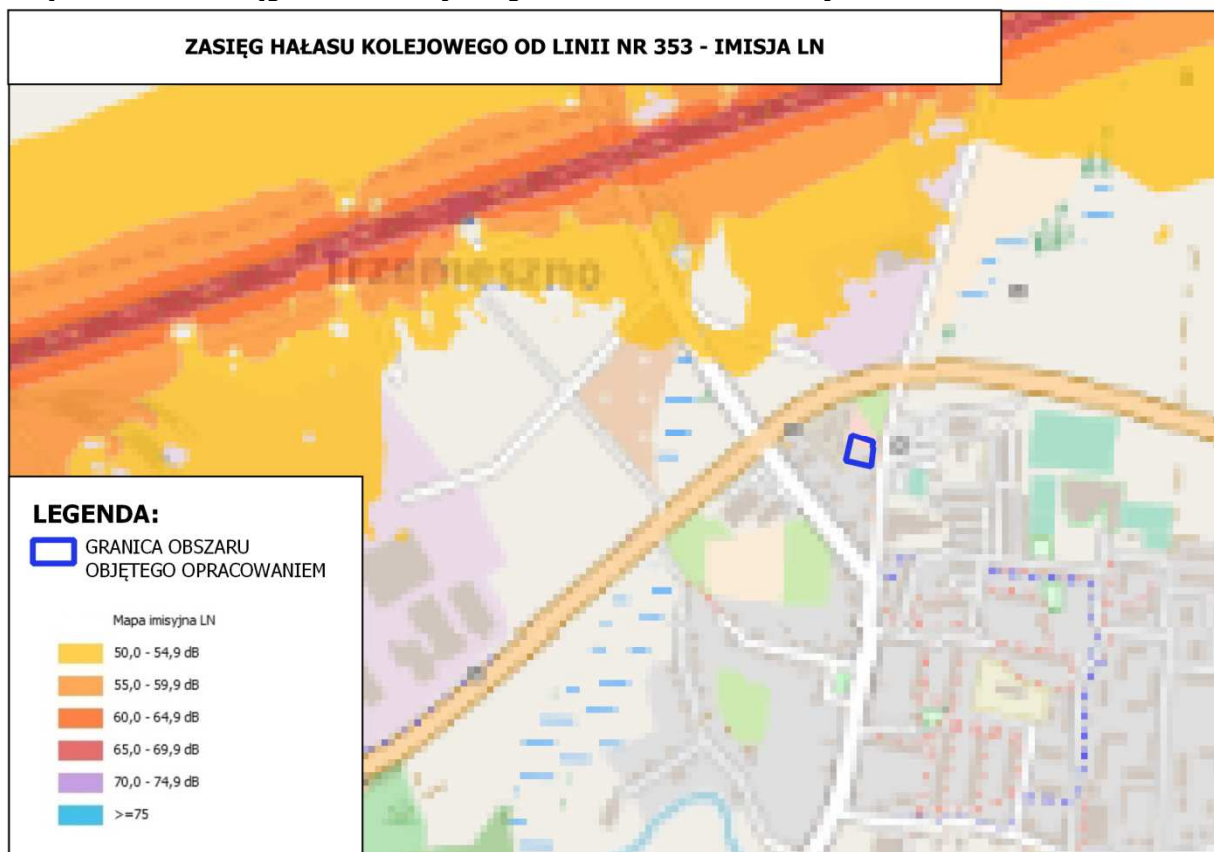 ZASIĘG HAŁASU KOLEJOWEGO OD LINII NR 353 - IMISJA LN
Trzemeszno
LEGENDA:
GRANICA OBSZARU
OBJĘTEGO OPRACOWANIEM
Mapa imisyjna LN
50,0 - 54,9 dB
55,0 - 59,9 dB
60,0 - 64,9 dB
65,0 - 69,9 dB
70,0 - 74,9 dB
>=75